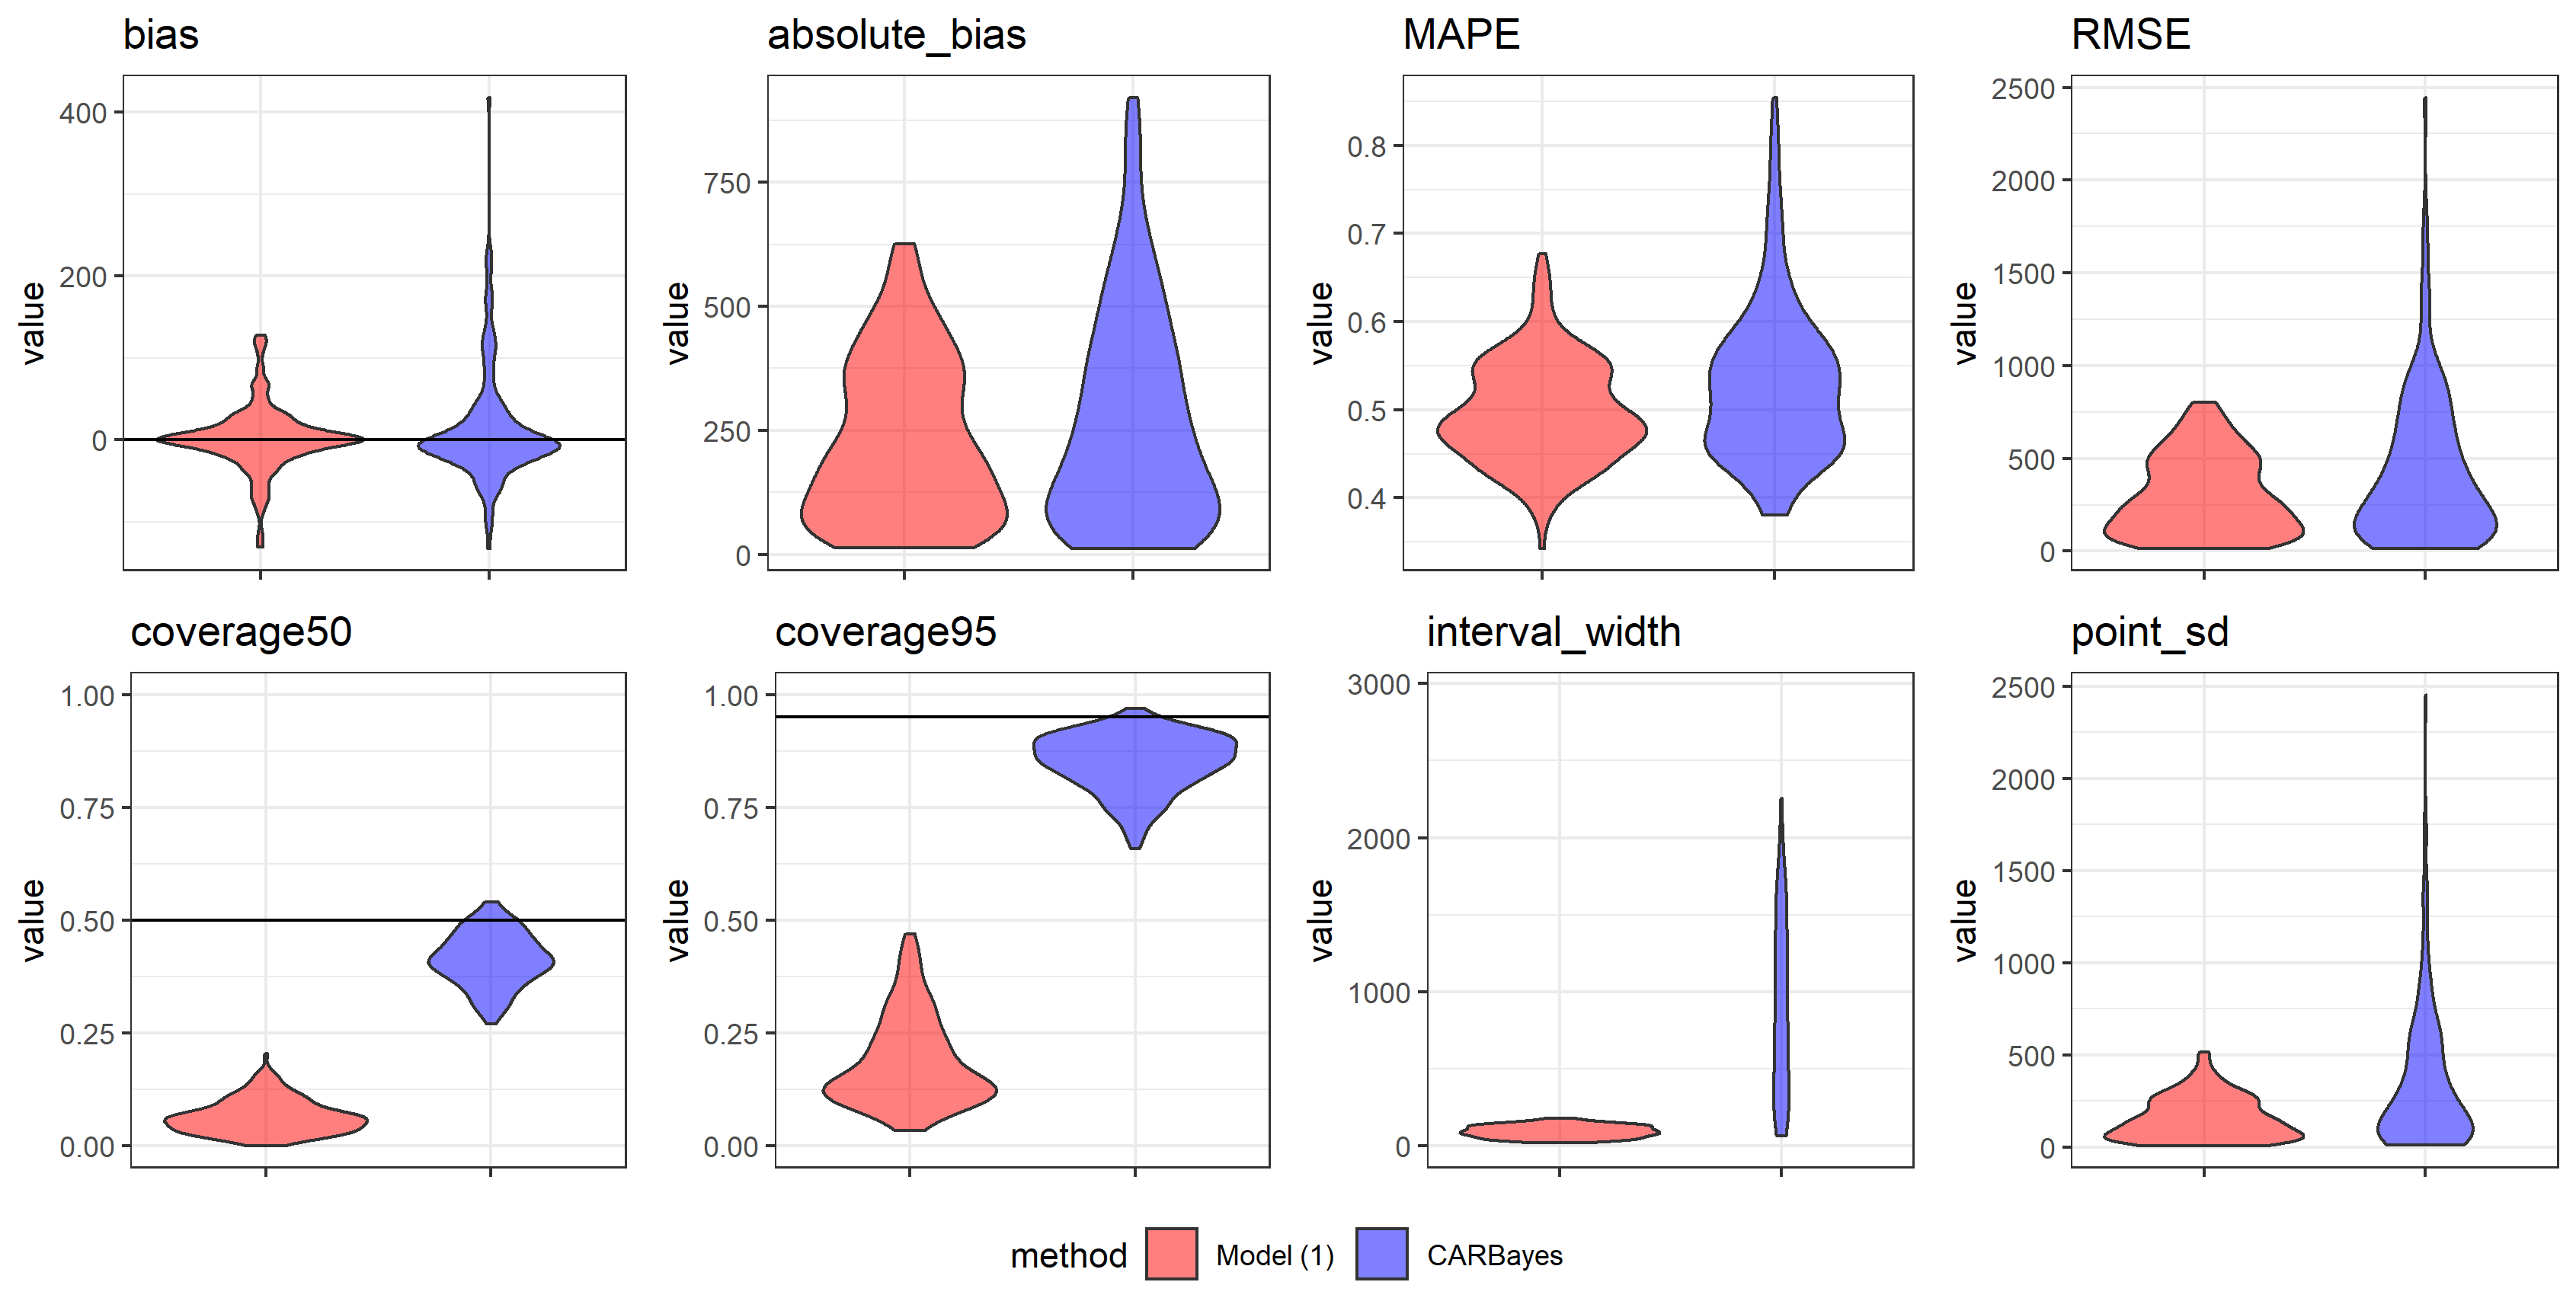 bias
absolute_bias
MAPE
RMSE
value
400
200
0
value
750
500
250
0
value
0.8
0.7
0.6
0.5
0.4
value
2500
2000
1500
1000
500
0
coverage50
coverage95
interval_width
point_sd
value
1.00
0.75
0.50
0.25
0.00
value
1.00
0.75
0.50
0.25
0.00
value
3000
2000
1000
0
value
2500
2000
1500
1000
500
0
method Model (1) CARBayes